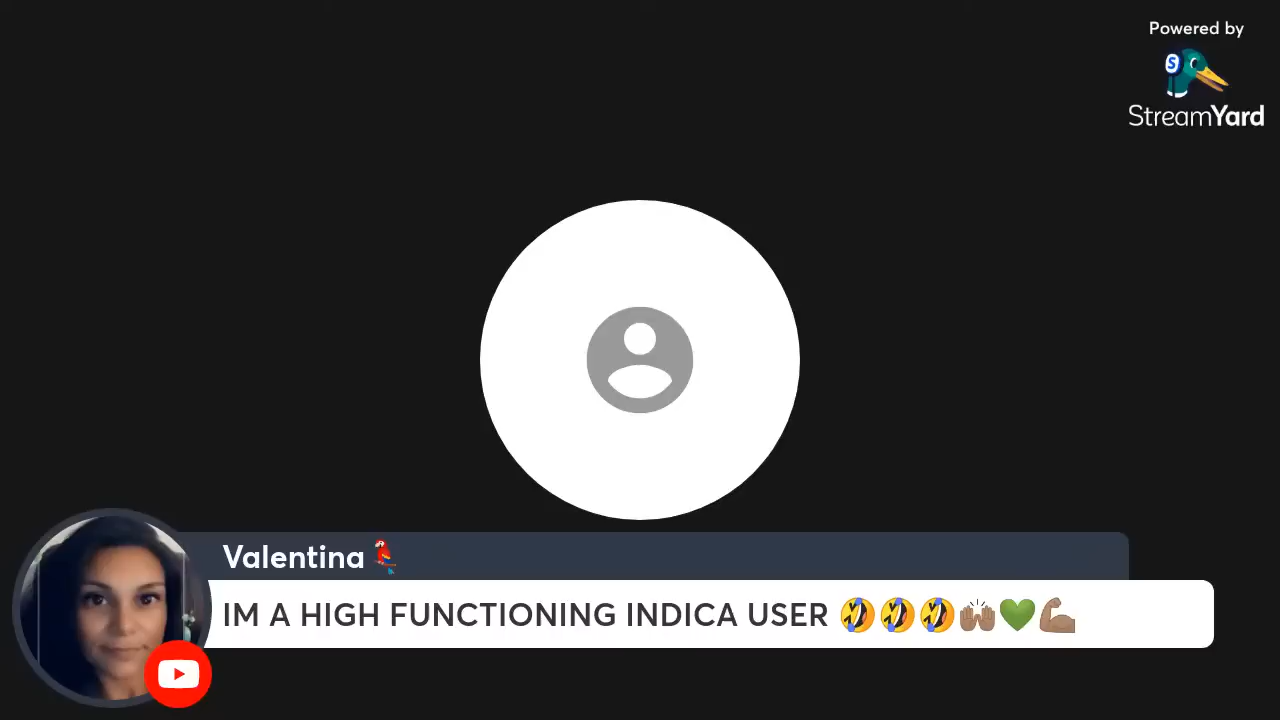 Powered by
StreamYard
Valentina🦜
IM A HIGH FUNCTIONING INDICA USER 🤣🤣🤣🙌🏽💚💪🏽